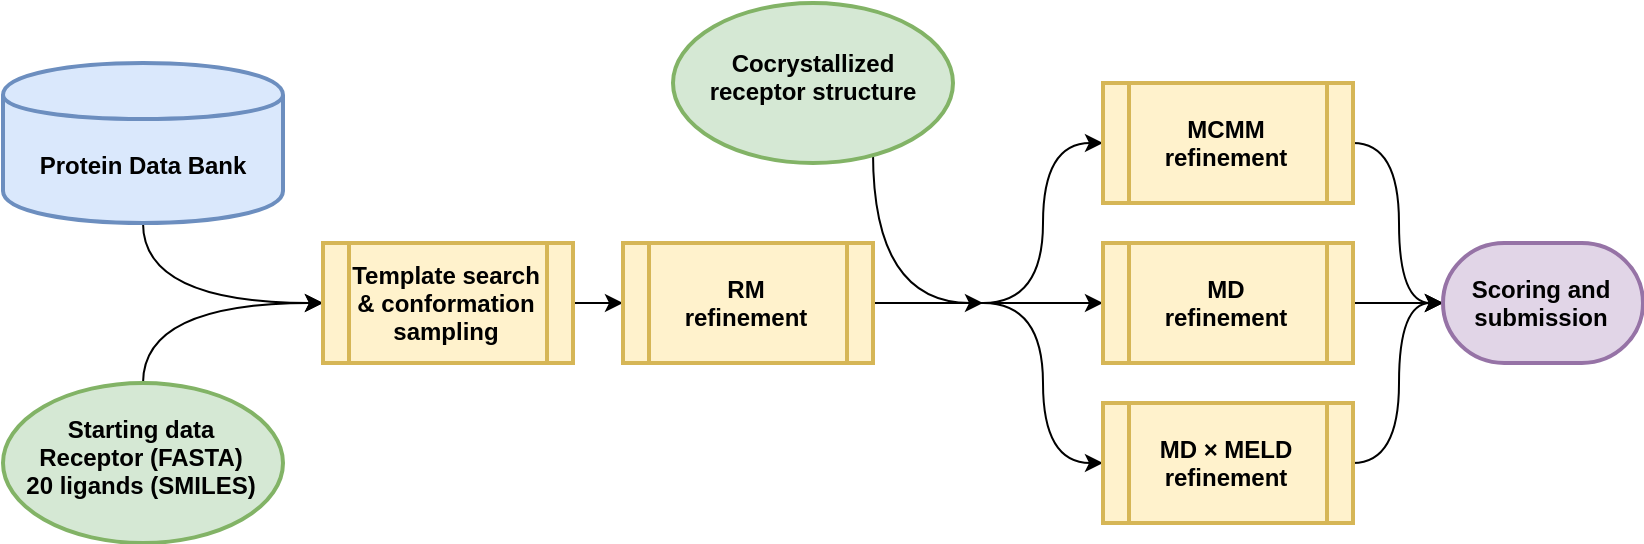 Cocrystallized
receptor structure
Protein Data Bank
MCMM
refinement
Template search
& conformation
sampling
RM
refinement
MD
refinement
Scoring and
submission
Starting data
Receptor (FASTA)
20 ligands (SMILES)
MD × MELD
refinement